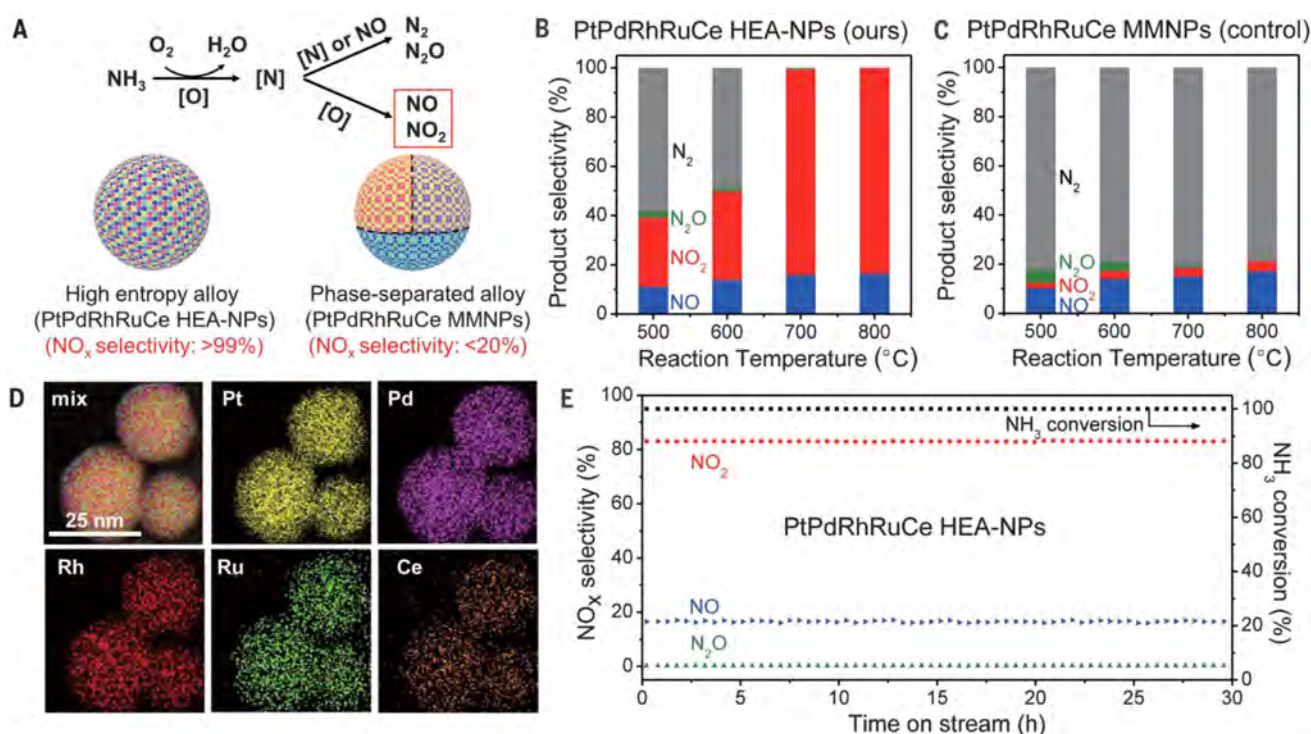 A
O₂ H₂O
NH₃ [O] [N]
[N] or NO
N₂
N₂O
[O]
NO
NO₂
High entropy alloy
(PtPdRhRuCe HEA-NPs)
(NOₓ selectivity: >99%)
Phase-separated alloy
(PtPdRhRuCe MMNPs)
(NOₓ selectivity: <20%)
B PtPdRhRuCe HEA-NPs (ours)
Product selectivity (%)
100
80
60
40
20
0
N₂
N₂O
NO₂
NO
500 600 700 800
Reaction Temperature (°C)
C PtPdRhRuCe MMNPs (control)
Product selectivity (%)
100
80
60
40
20
0
N₂
N₂O
NO₂
NO
500 600 700 800
Reaction Temperature (°C)
D
mix
25 nm
Pt
Pd
Rh
Ru
Ce
E
NOₓ selectivity (%)
100
80
60
40
20
0
NH₃ conversion
NO₂
PtPdRhRuCe HEA-NPs
NO
N₂O
100
80
60
40
20
0
NH₃ conversion (%)
0 5 10 15 20 25 30
Time on stream (h)